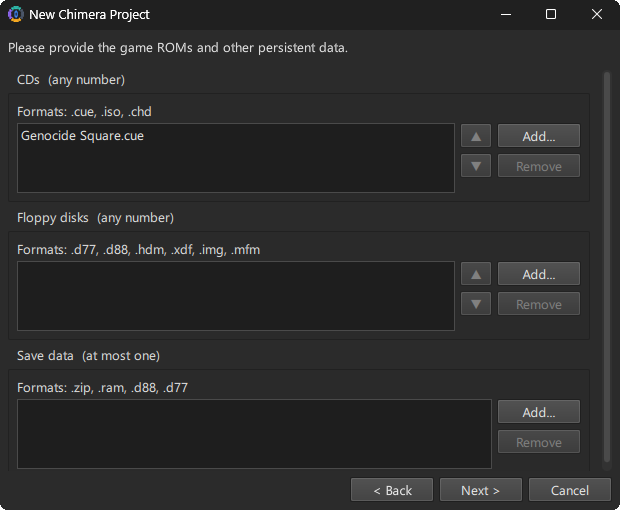 New Chimera Project
Please provide the game ROMs and other persistent data.
CDs (any number)
Formats: .cue, .iso, .chd
Genocide Square.cue
Add...
Remove
Floppy disks (any number)
Formats: .d77, .d88, .hdm, .xdf, .img, .mfm
Add...
Remove
Save data (at most one)
Formats: .zip, .ram, .d88, .d77
Add...
Remove
< Back Next > Cancel